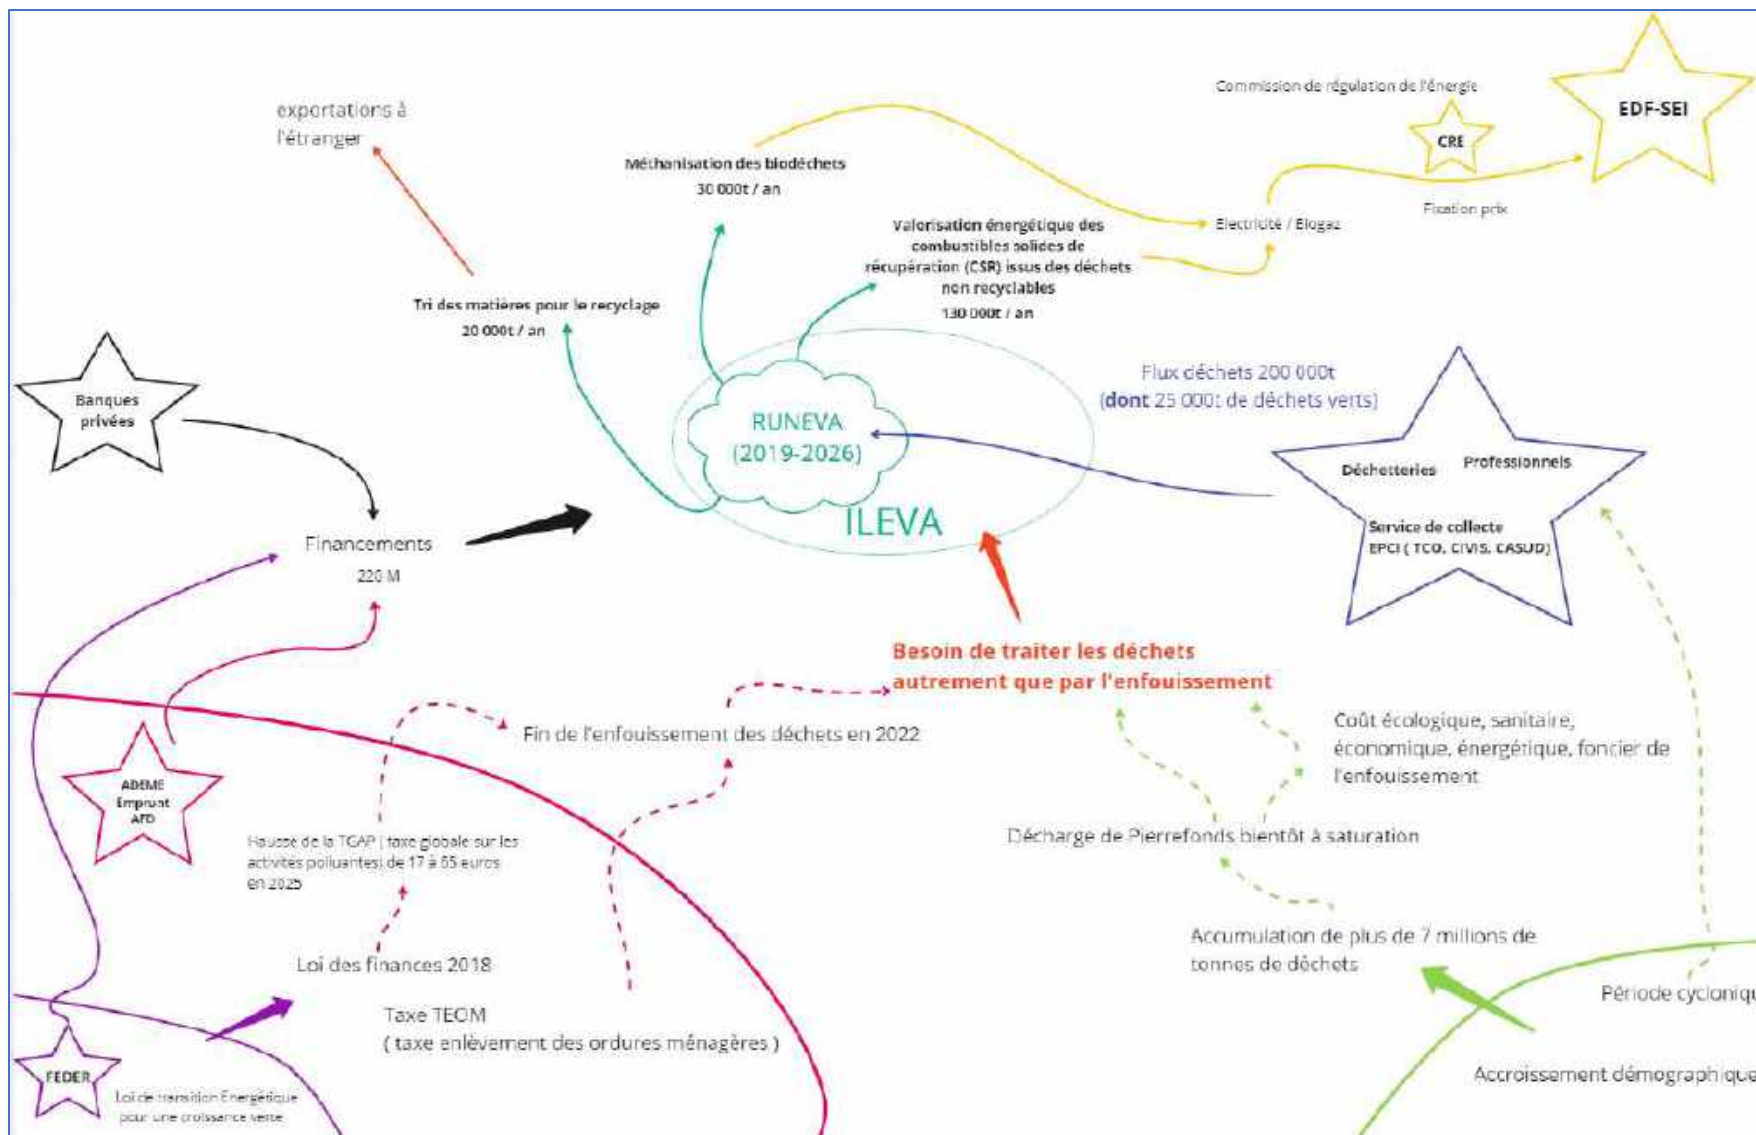 Commission de régulation de l'énergie
EDF-SEI
CRE
exportations à
l'étranger
Méthanisation des biodéchets
30 000t / an
Fixation prix
Electricité / Biogaz
Valorisation énergétique des
combustibles solides de
récupération (CSR) issus des déchets
non recyclables
130 000t / an
Tri des matières pour le recyclage
20 000t / an
Banques
privées
Flux déchets 200 000t
(dont 25 000t de déchets verts)
RUNEVA
(2019-2026)
ILEVA
Déchetteries
Professionnels
Service de collecte
EPCI ( TCO, CIVIS, CASUD)
Financements
220 M
Besoin de traiter les déchets
autrement que par l'enfouissement
Fin de l'enfouissement des déchets en 2022
Coût écologique, sanitaire,
économique, énergétique, foncier de
l'enfouissement
ADEME
Emprunt
AFD
Hausse de la TGAP ( taxe globale sur les
activités polluantes) de 17 à 65 euros
en 2025
Décharge de Pierrefonds bientôt à saturation
Accumulation de plus de 7 millions de
tonnes de déchets
Loi des finances 2018
Période cycloniqu
Taxe TEOM
( taxe enlèvement des ordures ménagères )
FEDER
Accroissement démographique
Loi de transition Energétique
pour une croissance verte